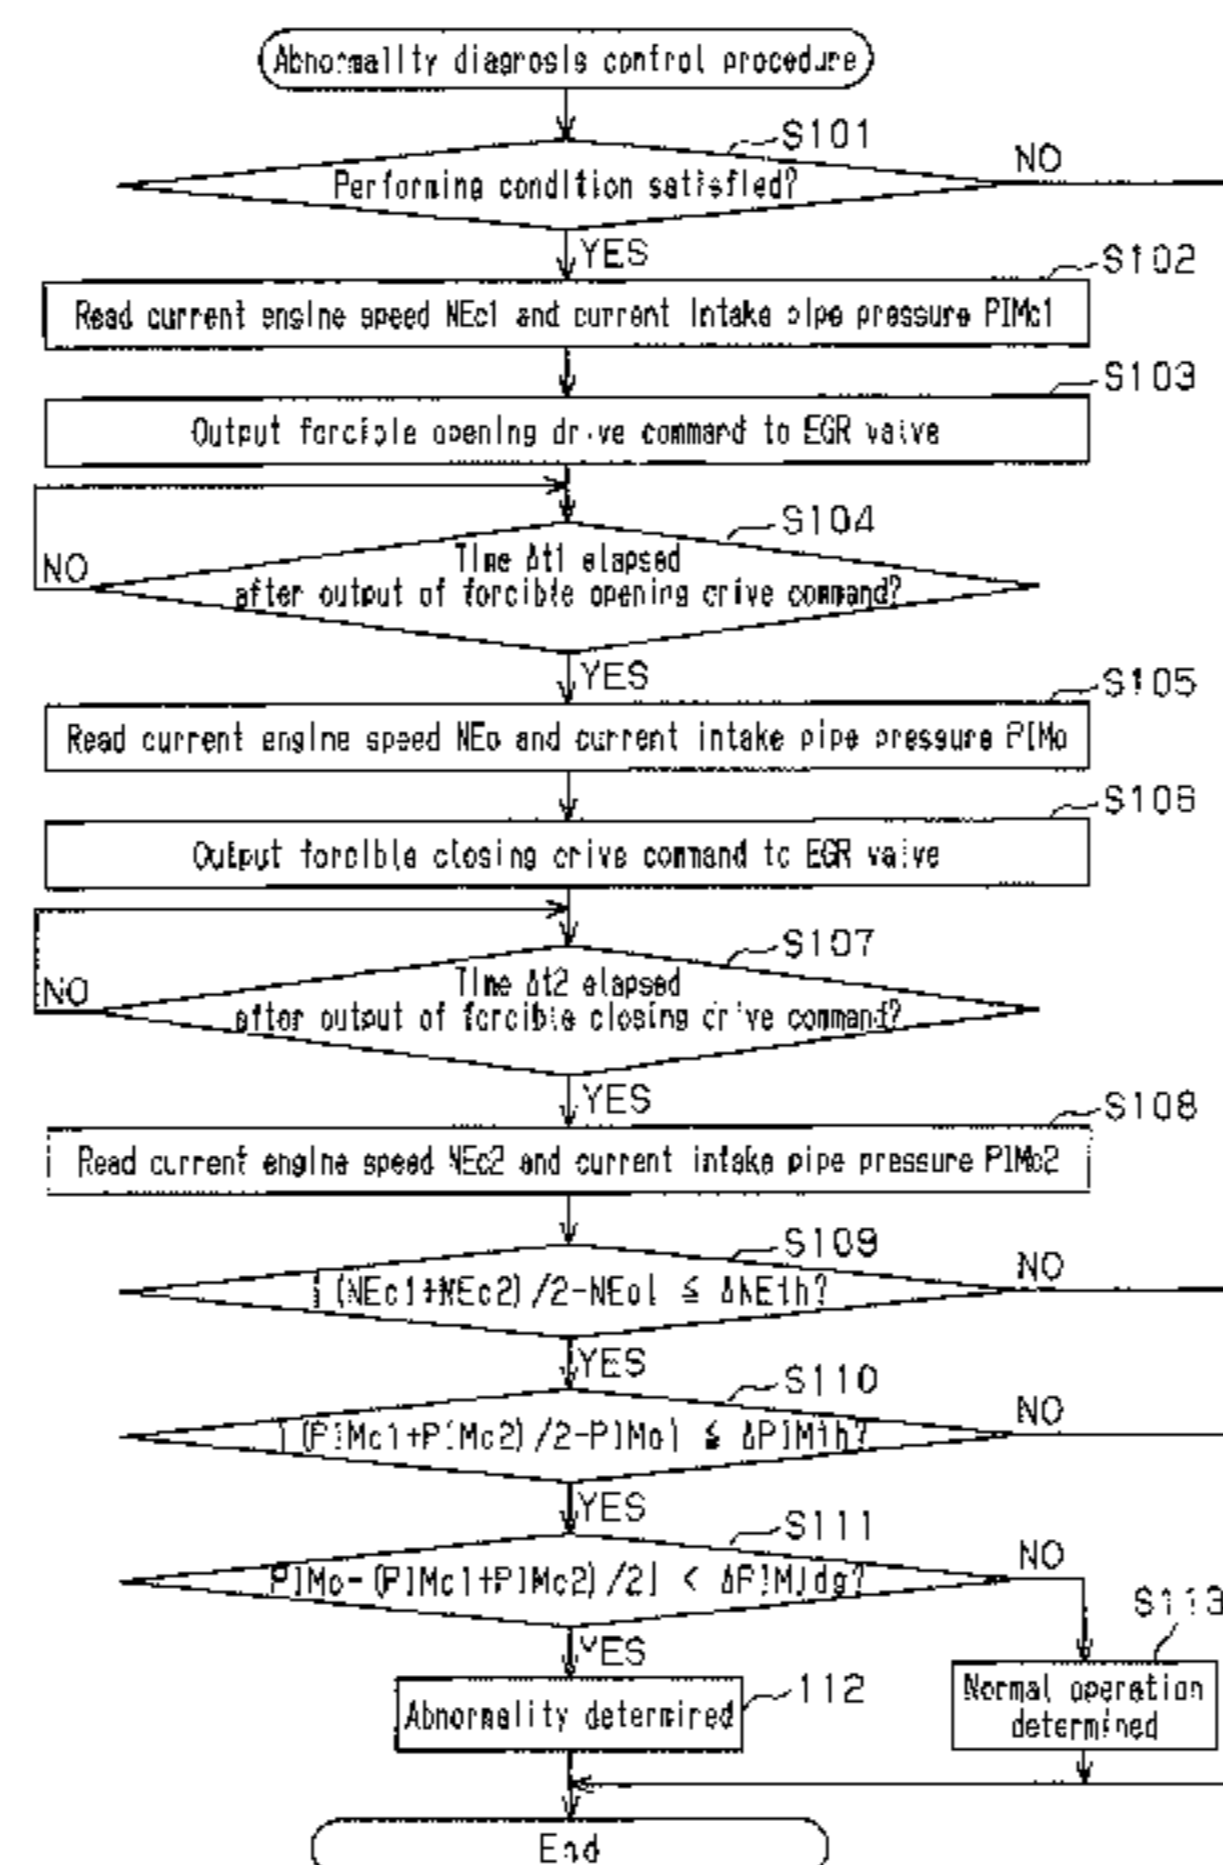 Abnormality diagnosis control procedure
S101
NO
Performing condition satisfied?
YES
S102
Read current engine speed NEc1 and current intake pipe pressure PIMc1
S103
Output forcible opening drive command to EGR valve
S104
NO
Time Δt1 elapsed
after output of forcible opening drive command?
YES
S105
Read current engine speed NEo and current intake pipe pressure PIMo
S106
Output forcible closing drive command to EGR valve
S107
NO
Time Δt2 elapsed
after output of forcible closing drive command?
YES
S108
Read current engine speed NEc2 and current intake pipe pressure PIMc2
S109
NO
|(NEc1+NEc2)/2-NEo| ≦ ΔNEth?
YES
S110
NO
|(PIMc1+PIMc2)/2-PIMo| ≦ ΔPIMth?
YES
S111
NO
PIMo-(PIMc1+PIMc2)/2| < ΔPIMJdg?
YES
S113
112
Abnormality determined
Normal operation
determined
End